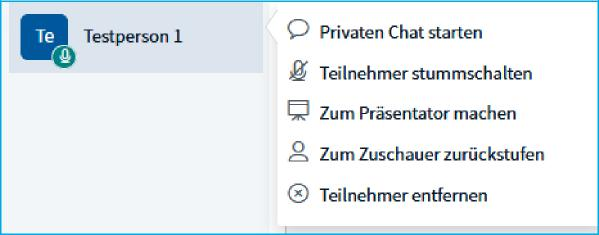 Te
Testperson 1
Privaten Chat starten
Teilnehmer stummschalten
Zum Präsentator machen
Zum Zuschauer zurückstufen
Teilnehmer entfernen